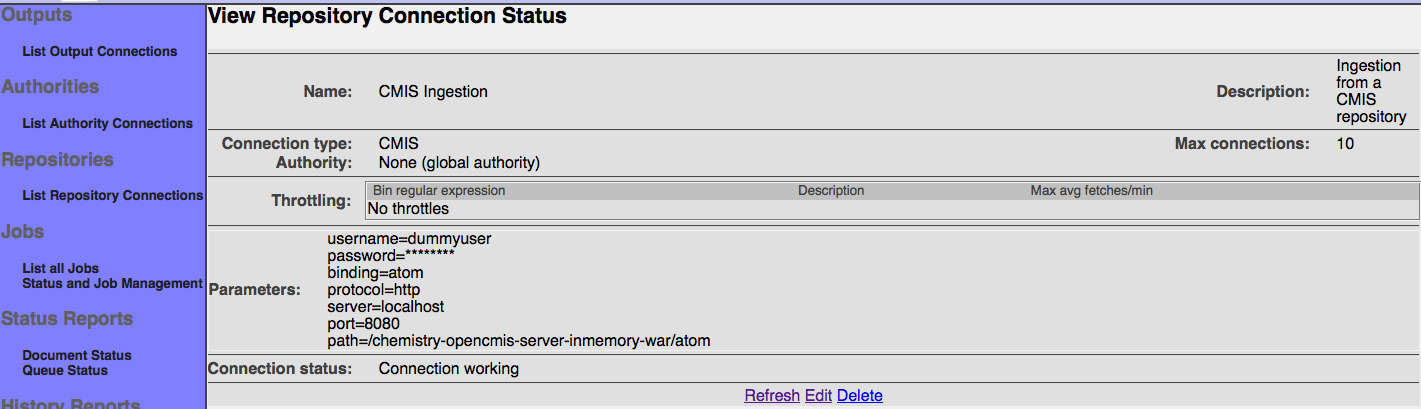 Outputs
List Output Connections
Authorities
List Authority Connections
Repositories
List Repository Connections
Jobs
List all Jobs
Status and Job Management
Status Reports
Document Status
Queue Status
History Reports
View Repository Connection Status
Name: CMIS Ingestion
Description: Ingestion
from a
CMIS
repository
Connection type: CMIS
Max connections: 10
Authority: None (global authority)
Throttling:
Bin regular expression Description Max avg fetches/min
No throttles
Parameters:
username=dummyuser
password=********
binding=atom
protocol=http
server=localhost
port=8080
path=/chemistry-opencmis-server-inmemory-war/atom
Connection status: Connection working
Refresh Edit Delete